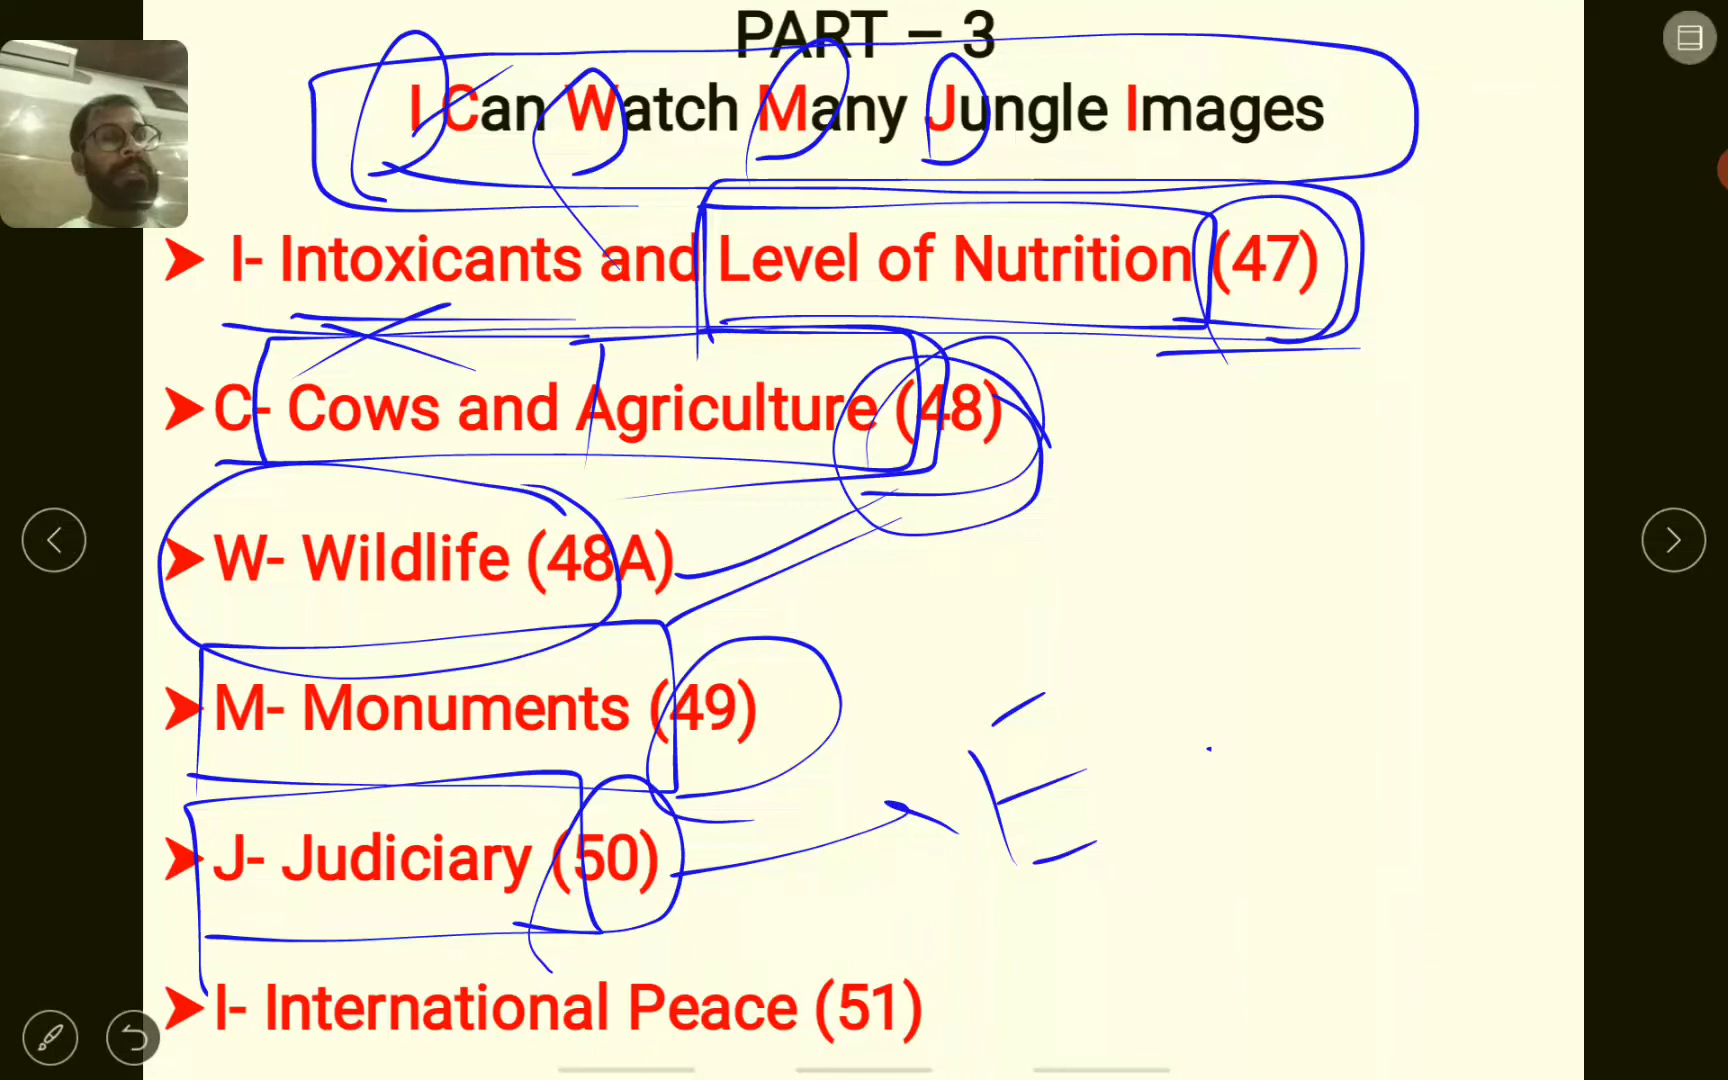 PART – 3
I Can Watch Many Jungle Images
➤ I- Intoxicants and Level of Nutrition (47)
➤ C- Cows and Agriculture (48)
➤ W- Wildlife (48A)
➤ M- Monuments (49)
➤ J- Judiciary (50)
E
➤ I- International Peace (51)